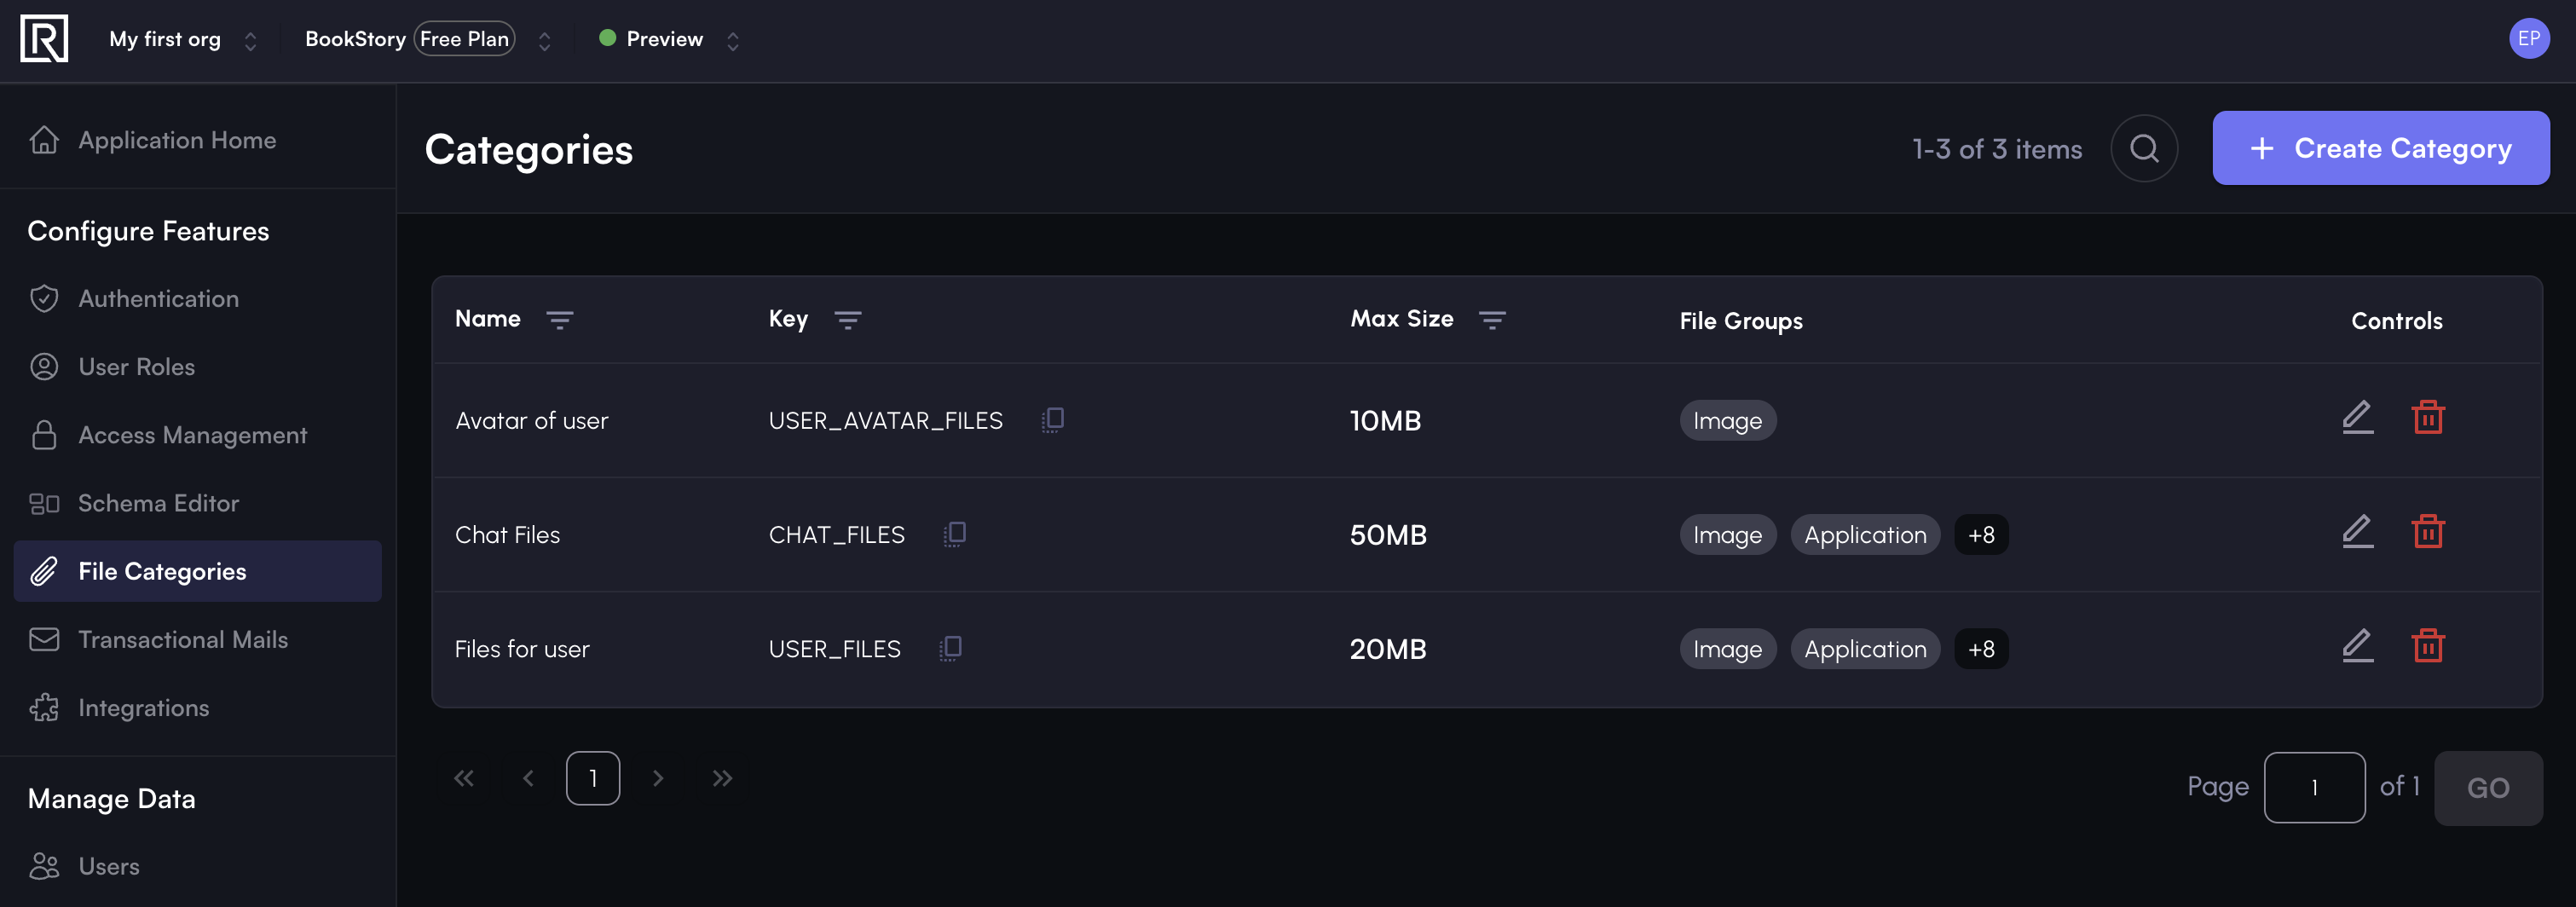 R My first org BookStory Free Plan Preview EP
Application Home
Configure Features
Authentication
User Roles
Access Management
Schema Editor
File Categories
Transactional Mails
Integrations
Manage Data
Users
Categories 1-3 of 3 items + Create Category
Name Key Max Size File Groups Controls
Avatar of user USER_AVATAR_FILES 10MB Image
Chat Files CHAT_FILES 50MB Image Application +8
Files for user USER_FILES 20MB Image Application +8
1 Page 1 of 1 GO